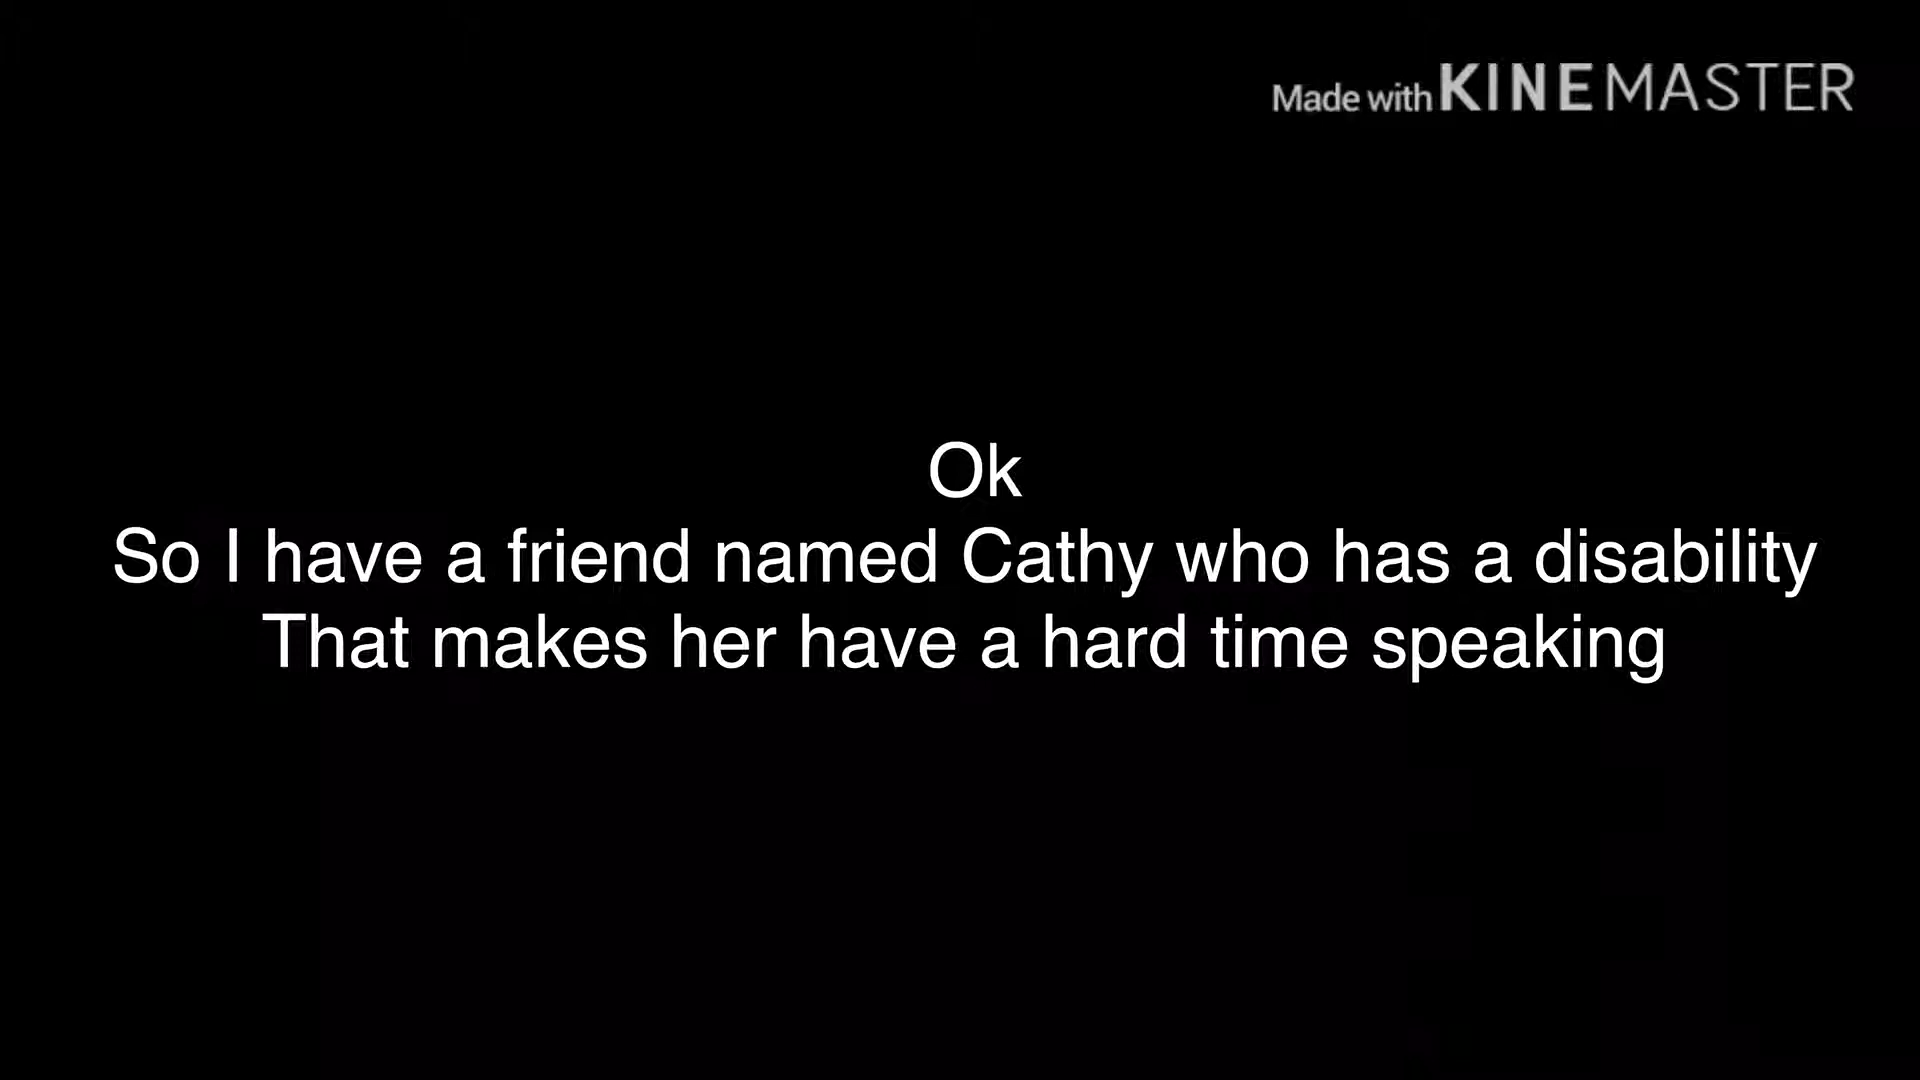 Made with KINEMASTER
Ok
So I have a friend named Cathy who has a disability
That makes her have a hard time speaking